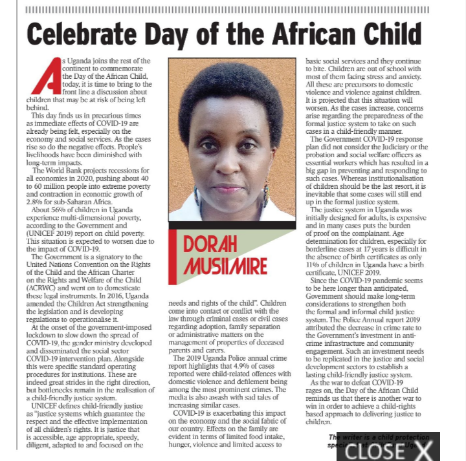 Celebrate Day of the African Child
As Uganda joins the rest of the
continent to commemorate
the Day of the African Child,
today, it is time to bring to the
front line a discussion about
children that may be at risk of being left
behind.
This day finds us in precarious times
as immediate effects of COVID-19 are
already being felt, especially on the
economy and social services. As the cases
rise so do the negative effects. People's
livelihoods have been diminished with
long-term impacts.
The World Bank projects recessions for
all economies in 2020, pushing about 40
to 60 million people into extreme poverty
and contraction in economic growth of
2.8% for sub-Saharan Africa.
About 56% of children in Uganda
experience multi-dimensional poverty,
according to the Government and
(UNICEF 2019) report on child poverty.
This situation is expected to worsen due to
the impact of COVID-19.
The Government is a signatory to the
United Nations Convention on the Rights
of the Child and the African Charter
on the Rights and Welfare of the Child
(ACRWC) and went on to domesticate
these legal instruments. In 2016, Uganda
amended the Children Act strengthening
the legislation and is developing
regulations to operationalise it.
At the onset of the government-imposed
lockdown to slow down the spread of
COVID-19, the gender ministry developed
and disseminated the social sector
COVID-19 intervention plan. Alongside
this were specific standard operating
procedures for institutions. These are
indeed great strides in the right direction,
but bottlenecks remain in the realisation of
a child-friendly justice system.
UNICEF defines child-friendly justice
as "justice systems which guarantee the
respect and the effective implementation
of all children's rights. It is justice that
is accessible, age appropriate, speedy,
diligent, adapted to and focused on the
DORAH
MUSIIMIRE
needs and rights of the child". Children
come into contact or conflict with the
law through criminal cases or civil cases
regarding adoption, family separation
or administrative matters on the
management of properties of deceased
parents and carers.
The 2019 Uganda Police annual crime
report highlights that 4.9% of cases
reported were child-related offences with
domestic violence and defilement being
among the most prominent crimes. The
media is also awash with sad tales of
increasing similar cases.
COVID-19 is exacerbating this impact
on the economy and the social fabric of
our country. Effects on the family are
evident in terms of limited food intake,
hunger, violence and limited access to
basic social services and they continue
to bite. Children are out of school with
most of them facing stress and anxiety.
All these are precursors to domestic
violence and violence against children.
It is projected that this situation will
worsen. As the cases increase, concerns
arise regarding the preparedness of the
formal justice system to take on such
cases in a child-friendly manner.
The Government COVID-19 response
plan did not consider the Judiciary or the
probation and social welfare officers as
essential workers which has resulted in a
big gap in preventing and responding to
such cases. Whereas institutionalisation
of children should be the last resort, it is
inevitable that some cases will still end
up in the formal justice system.
The justice system in Uganda was
initially designed for adults, is expensive
and in many cases puts the burden
of proof on the complainant. Age
determination for children, especially for
borderline cases at 17 years is difficult in
the absence of birth certificates as only
11% of children in Uganda have a birth
certificate, UNICEF 2019.
Since the COVID-19 pandemic seems
to be here longer than anticipated,
Government should make long-term
considerations to strengthen both
the formal and informal child justice
system. The Police Annual report 2019
attributed the decrease in crime rate to
the Government's investment in anti-
crime infrastructure and community
engagement. Such an investment needs
to be replicated in the justice and social
development sectors to establish a
lasting child-friendly justice system.
As the war to defeat COVID-19
rages on, the Day of the African Child
reminds us that there is another war to
win in order to achieve a child-rights
based approach to delivering justice to
children.
The writer is a child protection
CLOSE X